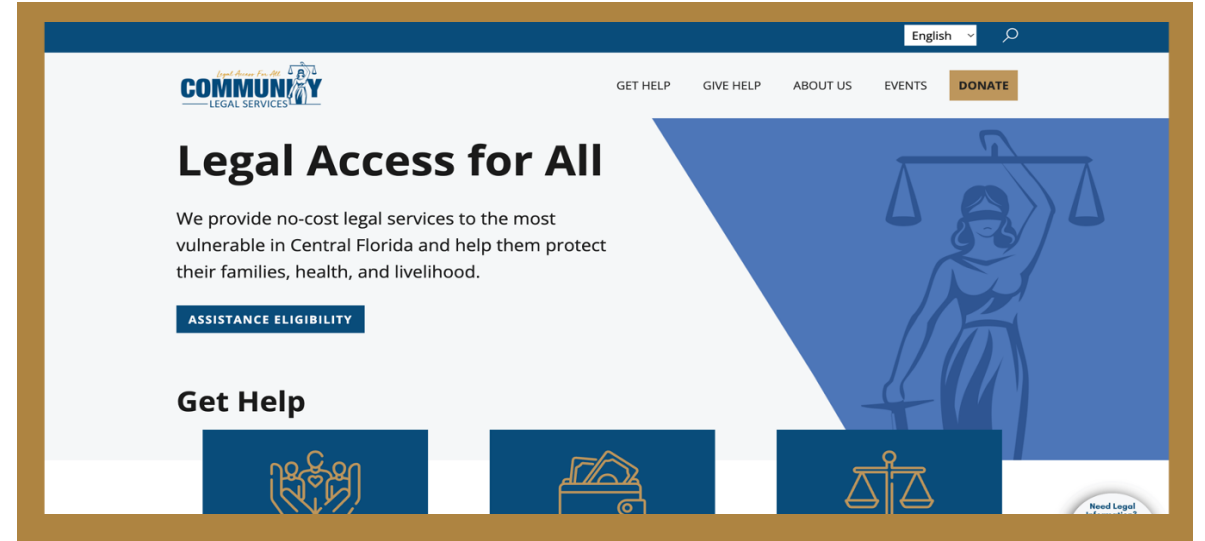 English
Legal Access For All
COMMUNITY
LEGAL SERVICES
GET HELP GIVE HELP ABOUT US EVENTS DONATE
Legal Access for All
We provide no-cost legal services to the most
vulnerable in Central Florida and help them protect
their families, health, and livelihood.
ASSISTANCE ELIGIBILITY
Get Help
Need Legal
Information?